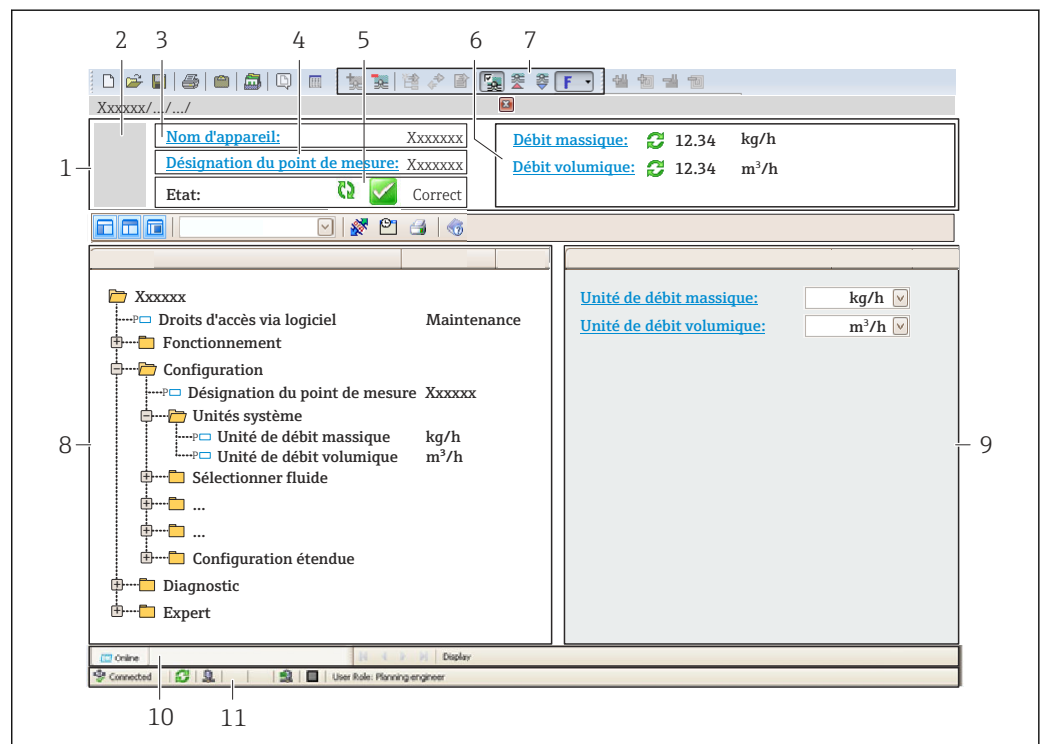 2 3 4 5 6 7
F
Xxxxxx/.../.../
1
Nom d'appareil: Xxxxxxx
Désignation du point de mesure: Xxxxxxx
Etat: Correct
Débit massique: 12.34 kg/h
Débit volumique: 12.34 m³/h
Xxxxxx
P Droits d'accès via logiciel Maintenance
Fonctionnement
Configuration
P Désignation du point de mesure Xxxxxx
Unités système
P Unité de débit massique kg/h
P Unité de débit volumique m³/h
Sélectionner fluide
...
...
Configuration étendue
Diagnostic
Expert
8
Unité de débit massique: kg/h
Unité de débit volumique: m³/h
9
Online Display
Connected User Role: Planning engineer
10 11